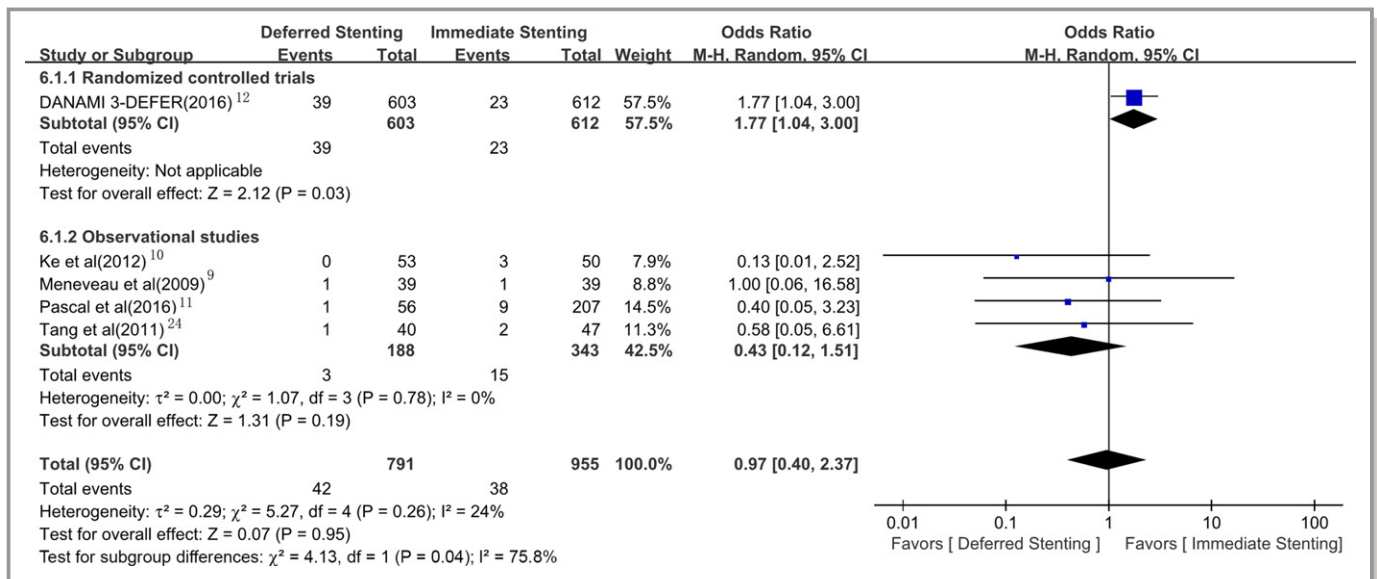 Deferred Stenting Immediate Stenting Odds Ratio Odds Ratio
Study or Subgroup Events Total Events Total Weight M-H, Random, 95% CI M-H, Random, 95% CI
6.1.1 Randomized controlled trials
DANAMI 3-DEFER(2016) 12 39 603 23 612 57.5% 1.77 [1.04, 3.00]
Subtotal (95% CI) 603 612 57.5% 1.77 [1.04, 3.00]
Total events 39 23
Heterogeneity: Not applicable
Test for overall effect: Z = 2.12 (P = 0.03)
6.1.2 Observational studies
Ke et al(2012) 10 0 53 3 50 7.9% 0.13 [0.01, 2.52]
Meneveau et al(2009) 9 1 39 1 39 8.8% 1.00 [0.06, 16.58]
Pascal et al(2016) 11 1 56 9 207 14.5% 0.40 [0.05, 3.23]
Tang et al(2011) 24 1 40 2 47 11.3% 0.58 [0.05, 6.61]
Subtotal (95% CI) 188 343 42.5% 0.43 [0.12, 1.51]
Total events 3 15
Heterogeneity: τ² = 0.00; χ² = 1.07, df = 3 (P = 0.78); I² = 0%
Test for overall effect: Z = 1.31 (P = 0.19)
Total (95% CI) 791 955 100.0% 0.97 [0.40, 2.37]
Total events 42 38
Heterogeneity: τ² = 0.29; χ² = 5.27, df = 4 (P = 0.26); I² = 24%
Test for overall effect: Z = 0.07 (P = 0.95)
Test for subgroup differences: χ² = 4.13, df = 1 (P = 0.04); I² = 75.8%
0.01 0.1 1 10 100
Favors [ Deferred Stenting ] Favors [ Immediate Stenting]